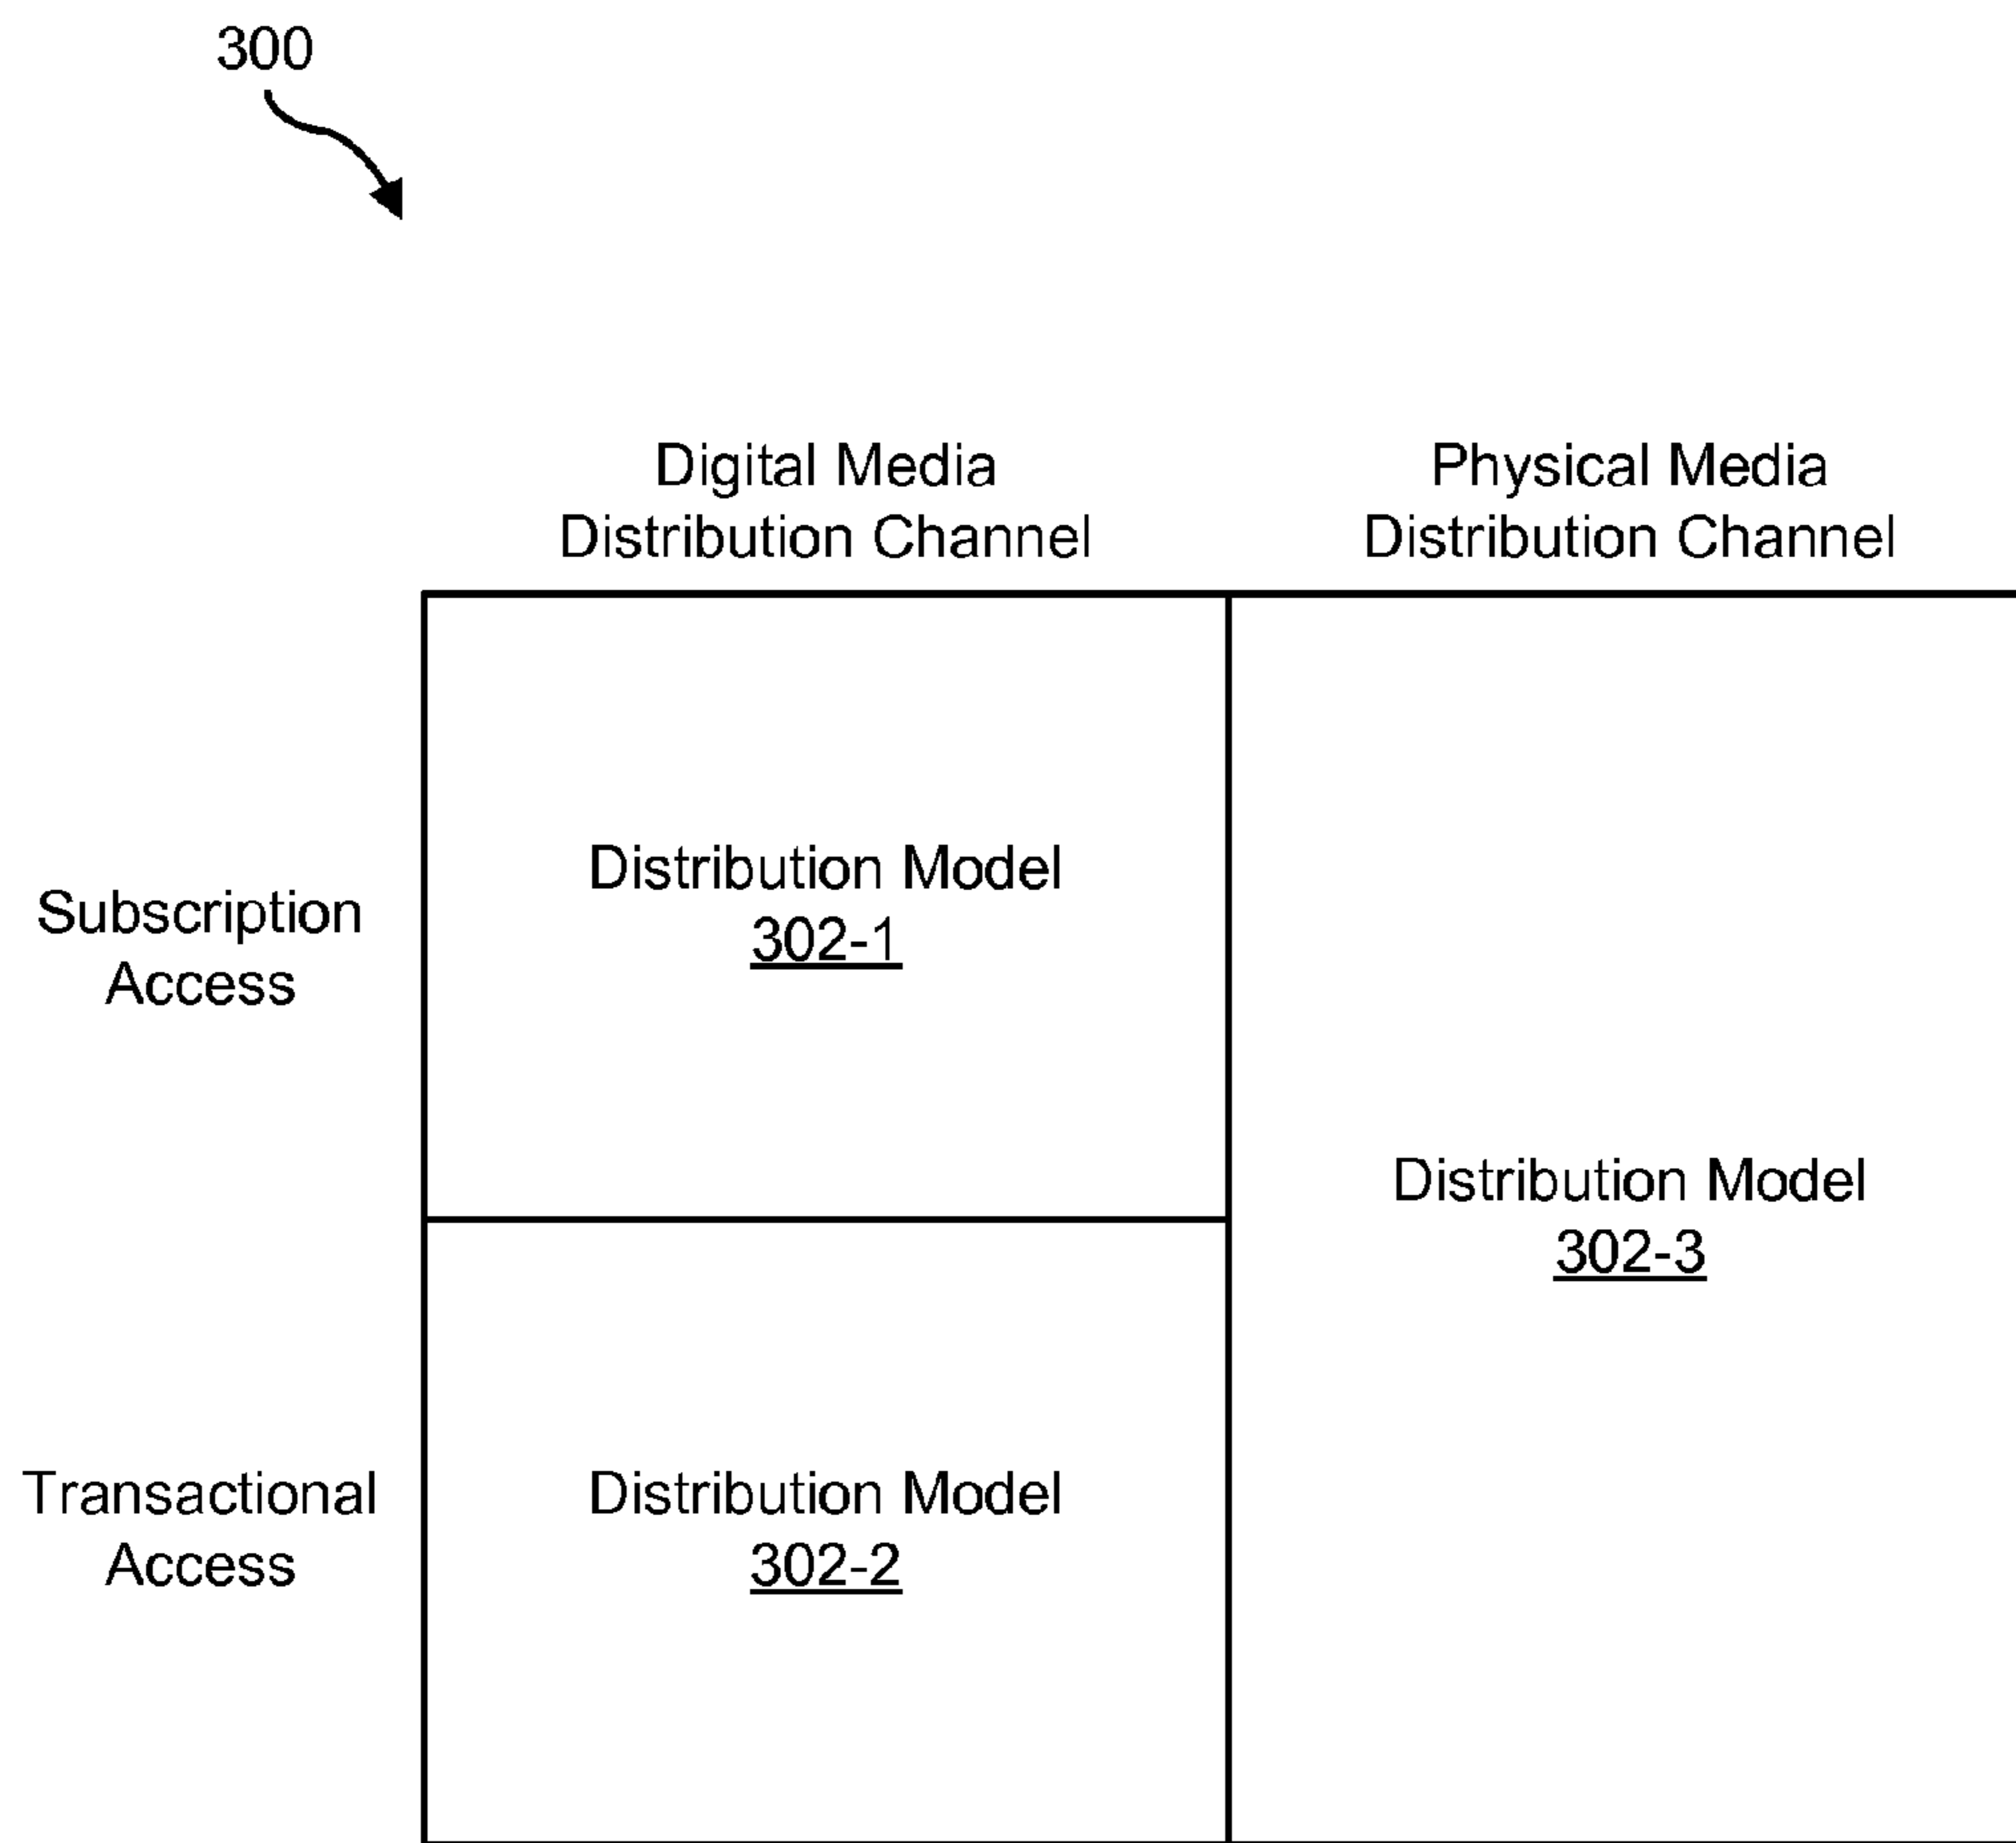 300
Digital Media
Distribution Channel
Physical Media
Distribution Channel
Subscription
Access
Distribution Model
302-1
Distribution Model
302-3
Transactional
Access
Distribution Model
302-2